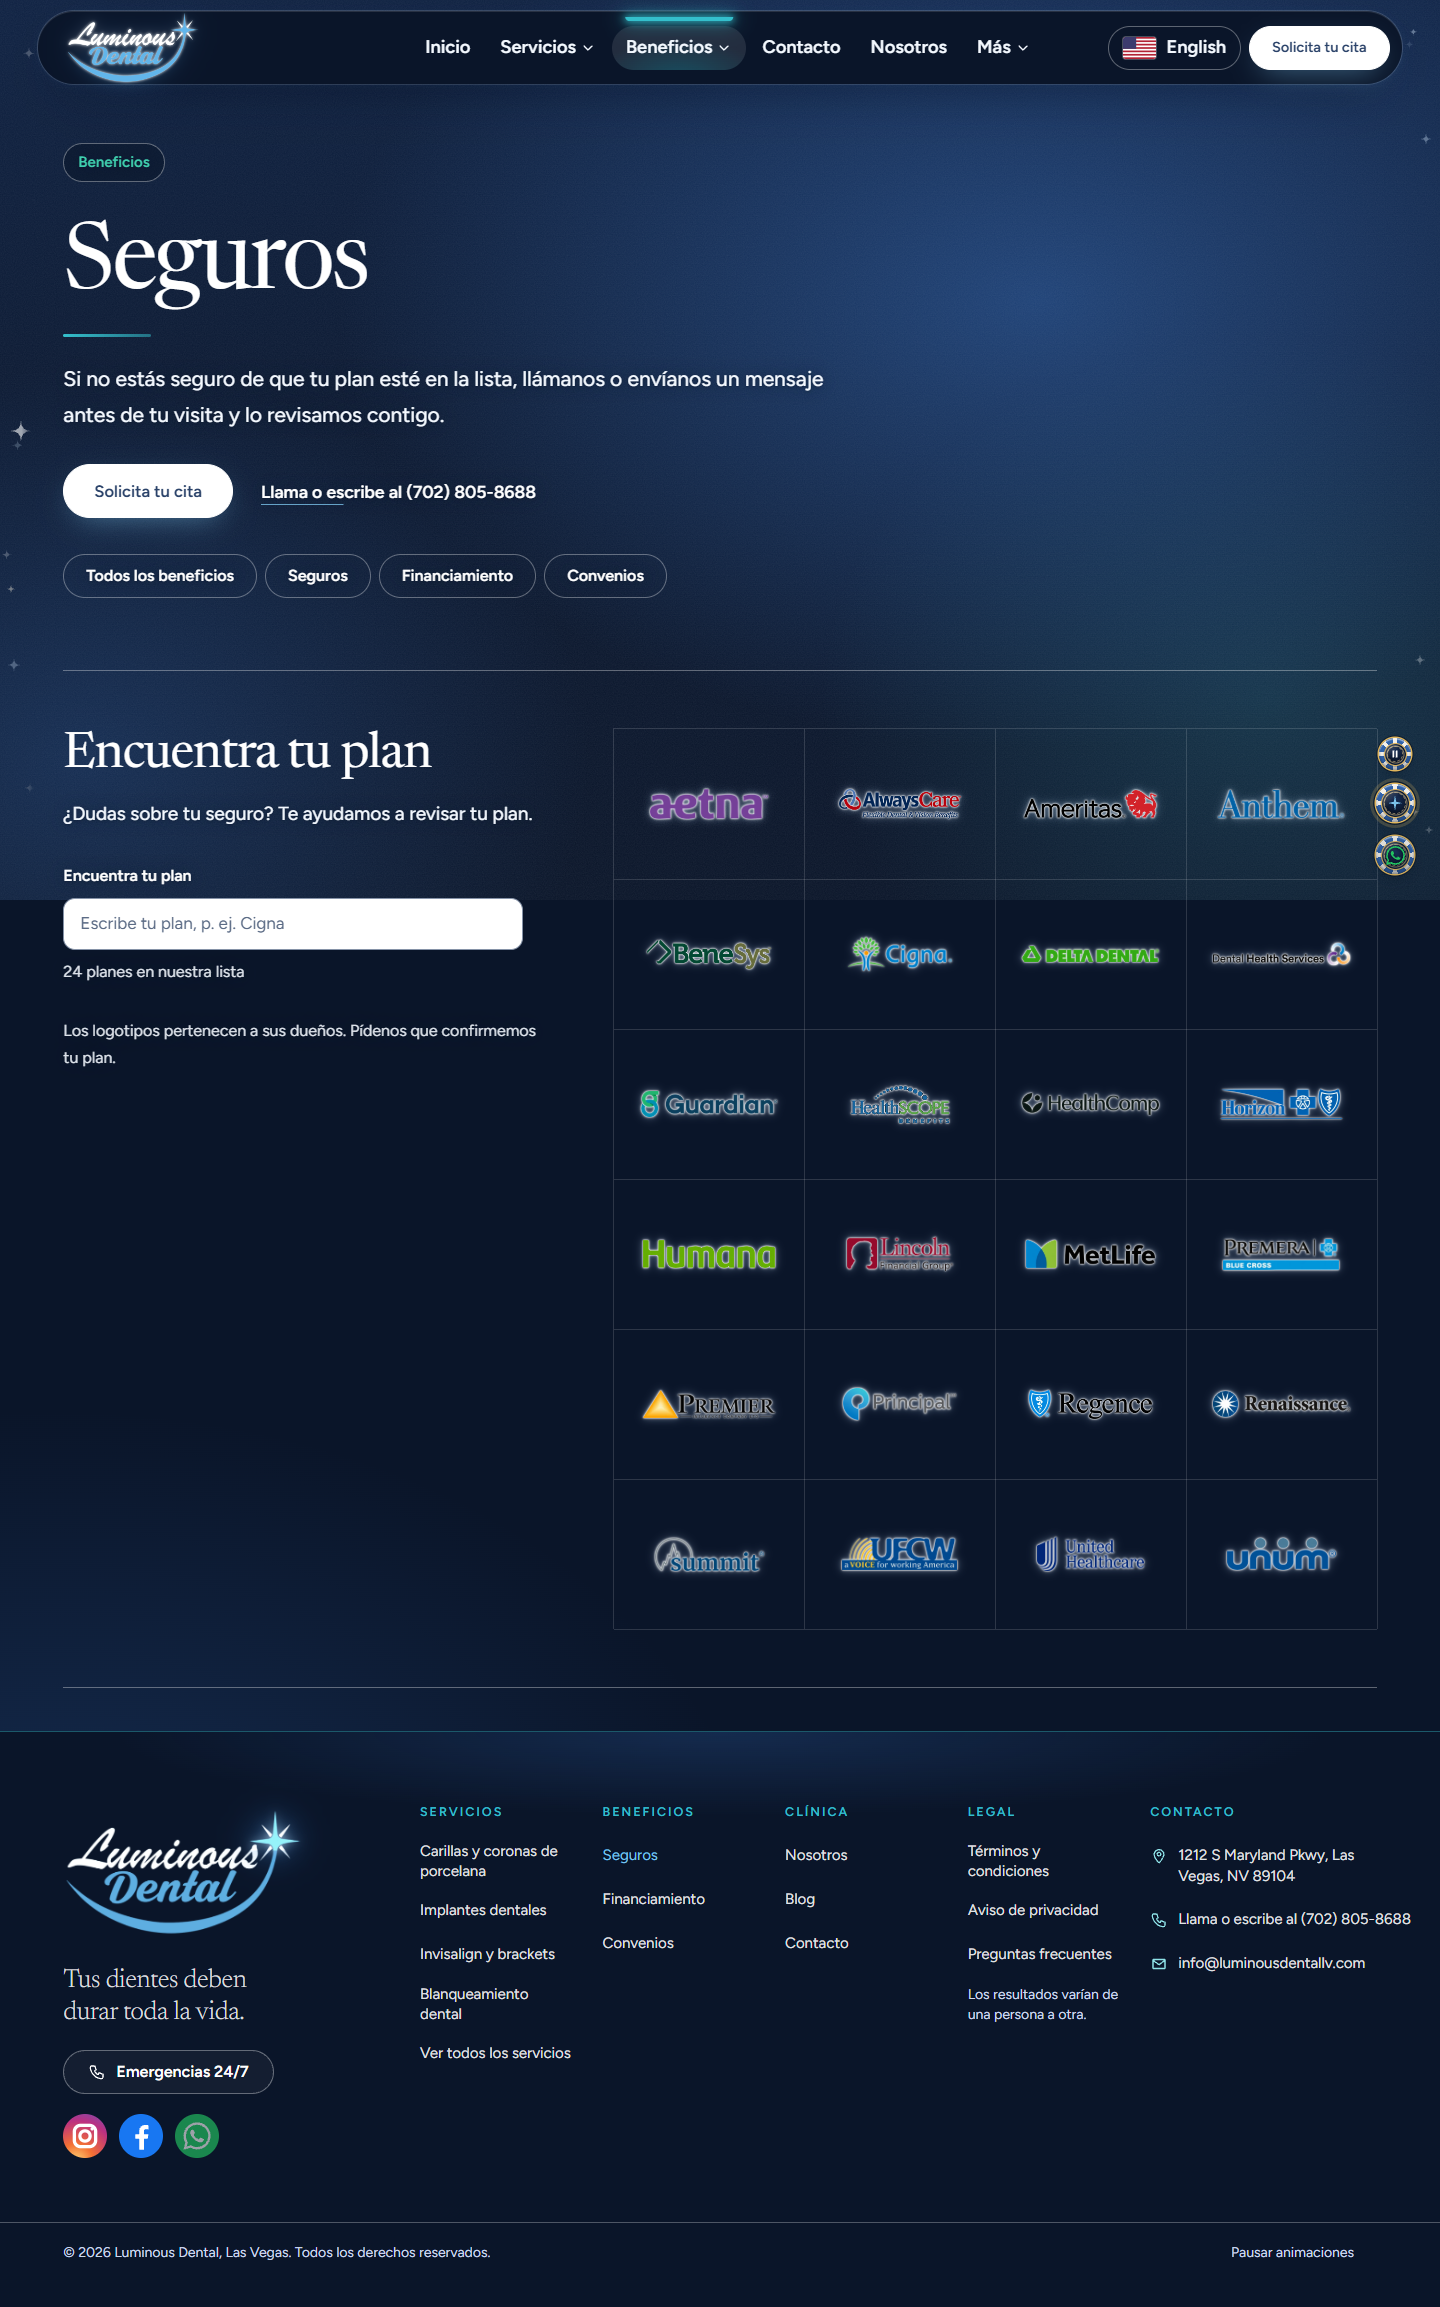 Luminous Dental
Inicio
Servicios
Beneficios
Contacto
Nosotros
Más
English
Solicita tu cita
Beneficios
Seguros
Si no estás seguro de que tu plan esté en la lista, llámanos o envíanos un mensaje
antes de tu visita y lo revisamos contigo.
Solicita tu cita
Llama o escribe al (702) 805-8688
Todos los beneficios
Seguros
Financiamiento
Convenios
Encuentra tu plan
¿Dudas sobre tu seguro? Te ayudamos a revisar tu plan.
Encuentra tu plan
Escribe tu plan, p. ej. Cigna
24 planes en nuestra lista
Los logotipos pertenecen a sus dueños. Pídenos que confirmemos
tu plan.
aetna
AlwaysCare
Flexible Dental & Vision Benefits
Ameritas
Anthem
BeneSys
Cigna
DELTA DENTAL
Dental Health Services
Guardian
HealthSCOPE
BENEFITS
HealthComp
Horizon
Humana
Lincoln
Financial Group
MetLife
PREMERA
BLUE CROSS
PREMIER
Principal
Regence
Renaissance
summit
UFCW
a VOICE for working America
United
Healthcare
unum
Luminous
Dental
Tus dientes deben
durar toda la vida.
Emergencias 24/7
SERVICIOS
Carillas y coronas de
porcelana
Implantes dentales
Invisalign y brackets
Blanqueamiento
dental
Ver todos los servicios
BENEFICIOS
Seguros
Financiamiento
Convenios
CLÍNICA
Nosotros
Blog
Contacto
LEGAL
Términos y
condiciones
Aviso de privacidad
Preguntas frecuentes
Los resultados varían de
una persona a otra.
CONTACTO
1212 S Maryland Pkwy, Las
Vegas, NV 89104
Llama o escribe al (702) 805-8688
info@luminousdentallv.com
© 2026 Luminous Dental, Las Vegas. Todos los derechos reservados.
Pausar animaciones